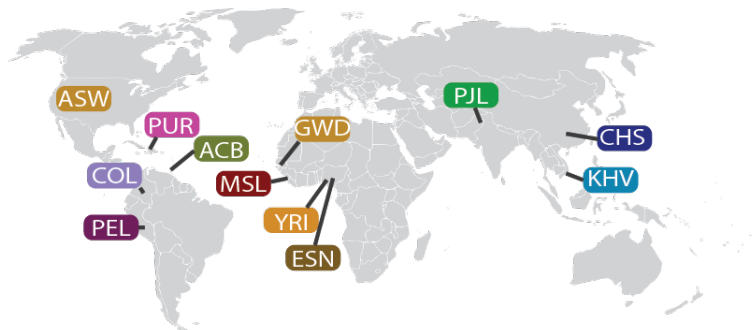 ASW
PJL
PUR
GWD
ACB
CHS
COL
MSL
KHV
PEL
YRI
ESN